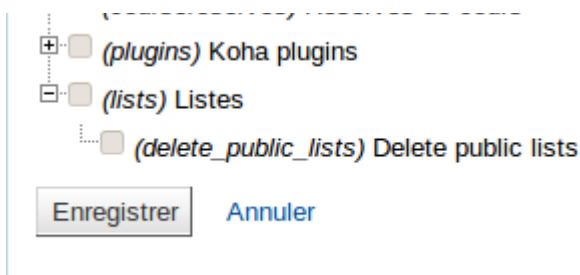 (plugins) Koha plugins
(lists) Listes
(delete_public_lists) Delete public lists
Enregistrer Annuler